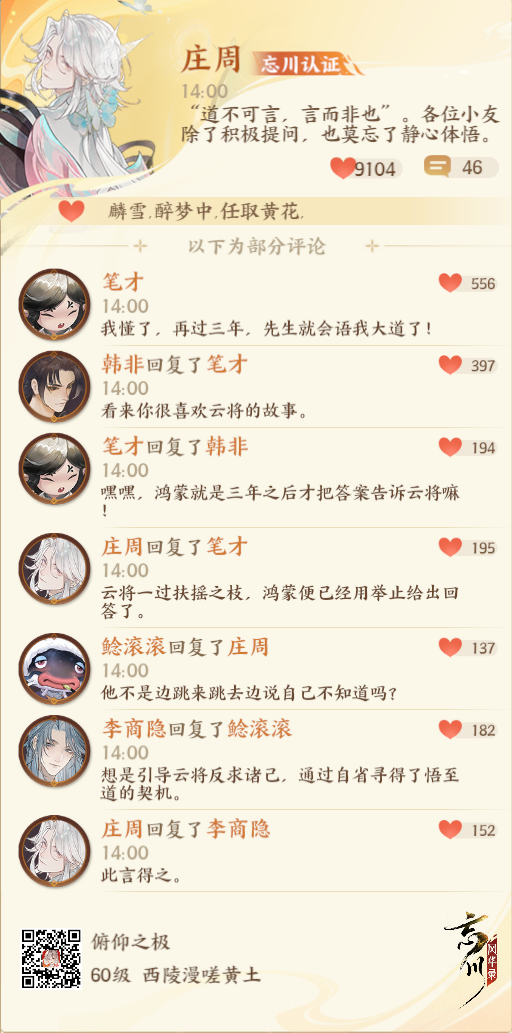 庄周 忘川认证
14:00
“道不可言，言而非也”。各位小友
除了积极提问，也莫忘了静心体悟。
9104 46
麟雪,醉梦中,任取黄花,
以下为部分评论
笔才 556
14:00
我懂了，再过三年，先生就会语我大道了！
韩非回复了笔才 397
14:00
看来你很喜欢云将的故事。
笔才回复了韩非 194
14:00
嘿嘿，鸿蒙就是三年之后才把答案告诉云将嘛
！
庄周回复了笔才 195
14:00
云将一过扶摇之枝，鸿蒙便已经用举止给出回
答了。
鲶滚滚回复了庄周 137
14:00
他不是边跳来跳去边说自己不知道吗？
李商隐回复了鲶滚滚 182
14:00
想是引导云将反求诸己，通过自省寻得了悟至
道的契机。
庄周回复了李商隐 152
14:00
此言得之。
俯仰之极
60级 西陵漫嗟黄土
忘川
风华录